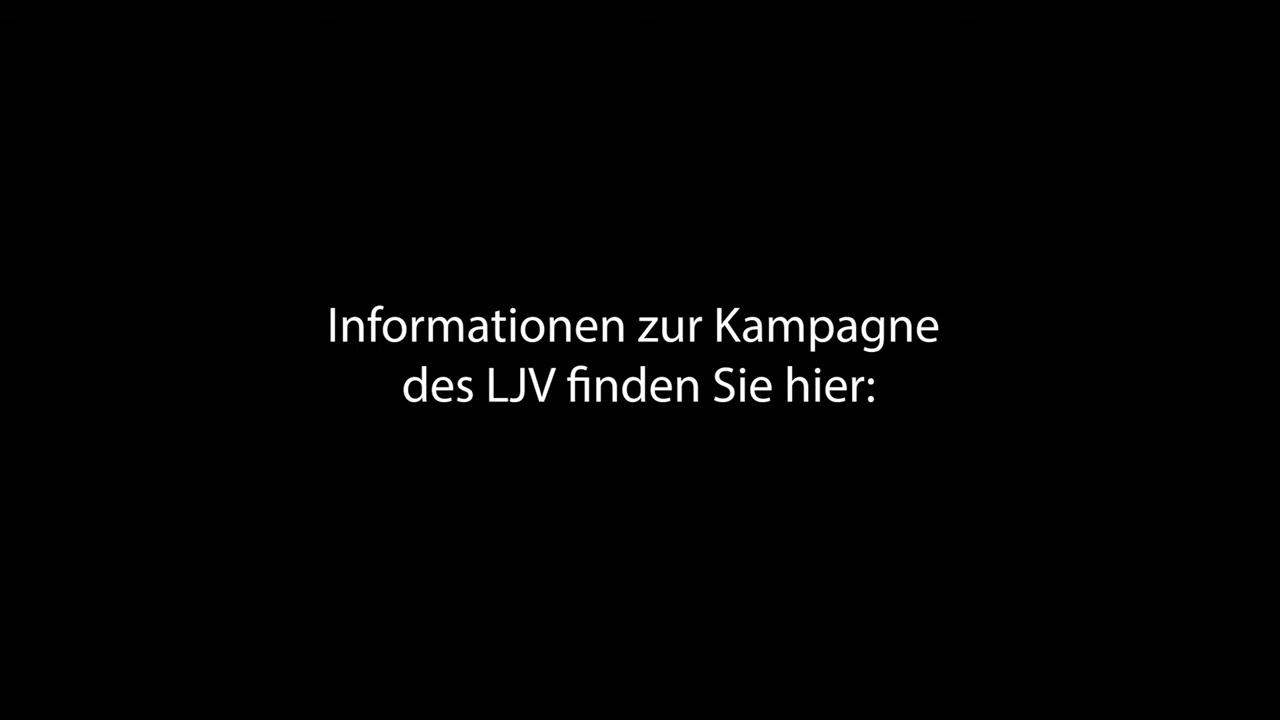 Informationen zur Kampagne
des LJV finden Sie hier: